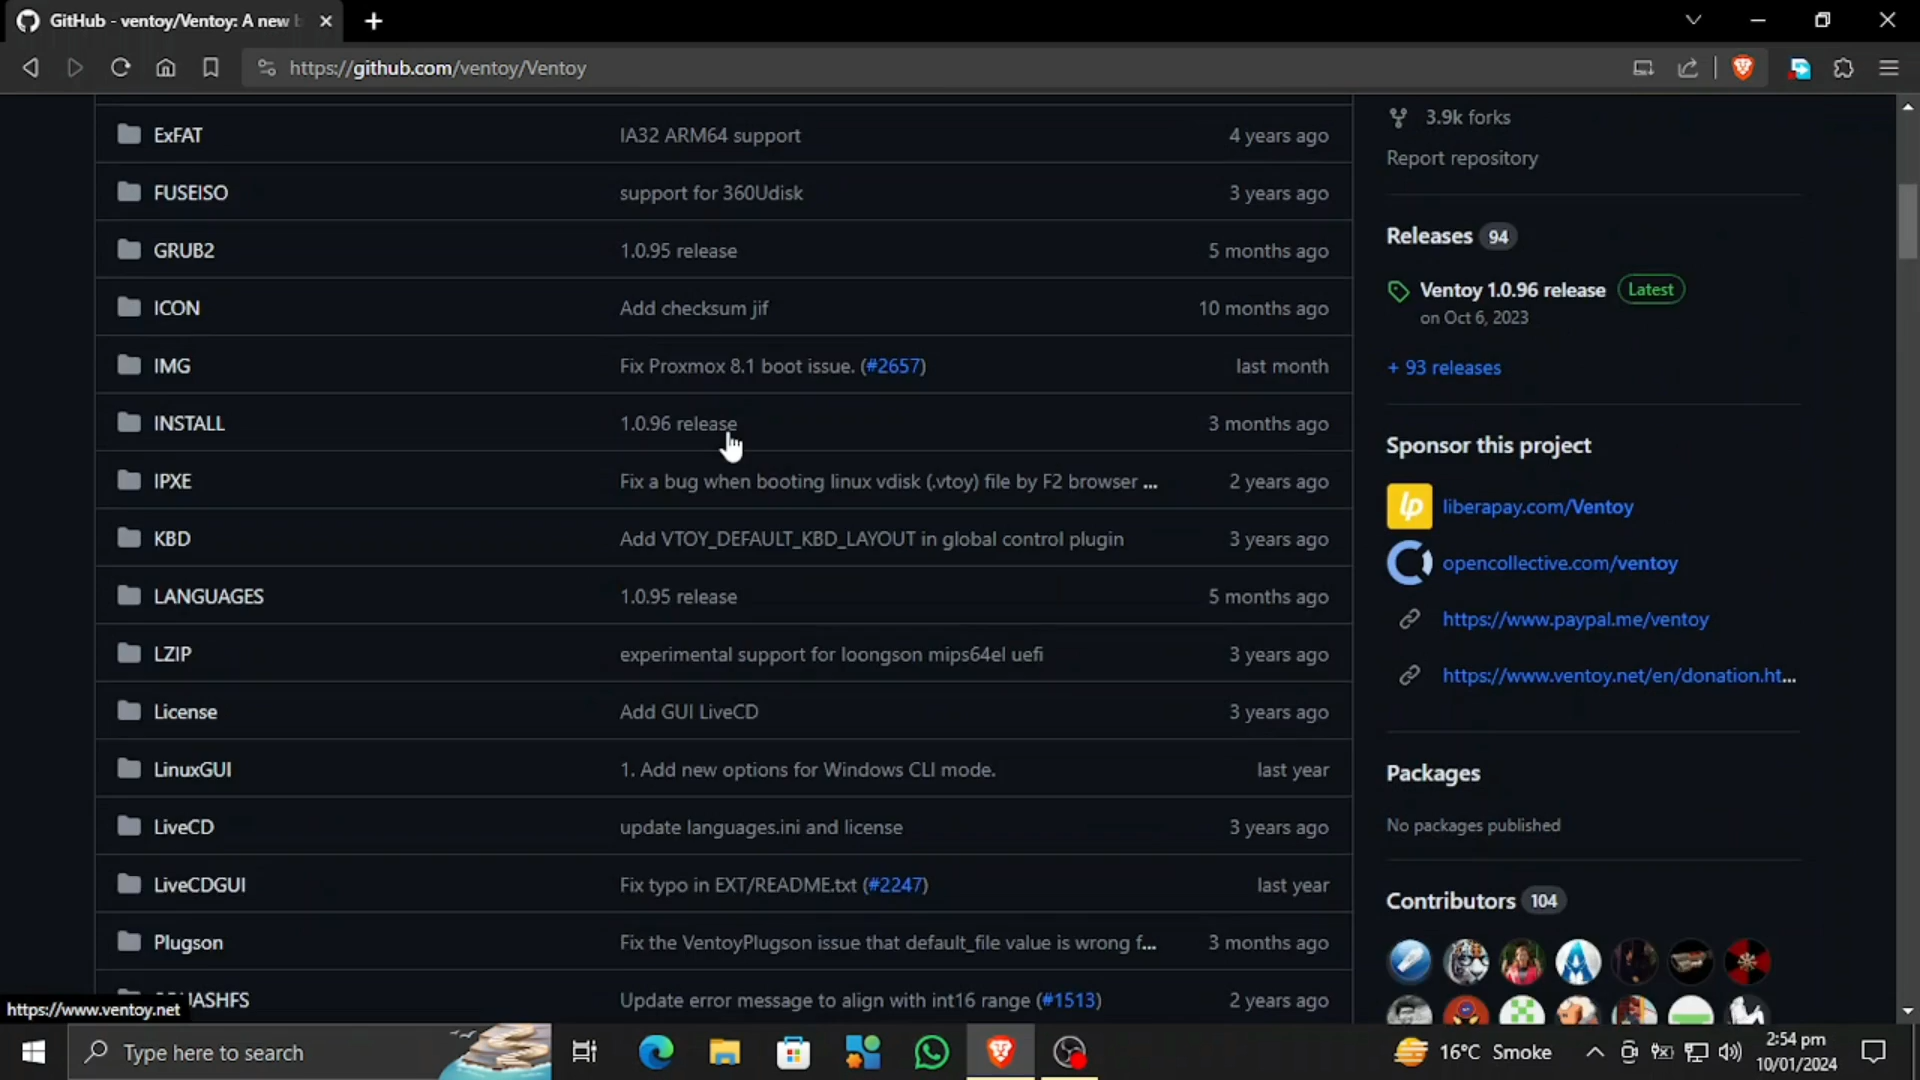 GitHub - ventoy/Ventoy: A new b
https://github.com/ventoy/Ventoy
ExFAT IA32 ARM64 support 4 years ago
FUSEISO support for 360Udisk 3 years ago
GRUB2 1.0.95 release 5 months ago
ICON Add checksum jif 10 months ago
IMG Fix Proxmox 8.1 boot issue. (#2657) last month
INSTALL 1.0.96 release 3 months ago
IPXE Fix a bug when booting linux vdisk (.vtoy) file by F2 browser ... 2 years ago
KBD Add VTOY_DEFAULT_KBD_LAYOUT in global control plugin 3 years ago
LANGUAGES 1.0.95 release 5 months ago
LZIP experimental support for loongson mips64el uefi 3 years ago
License Add GUI LiveCD 3 years ago
LinuxGUI 1. Add new options for Windows CLI mode. last year
LiveCD update languages.ini and license 3 years ago
LiveCDGUI Fix typo in EXT/README.txt (#2247) last year
Plugson Fix the VentoyPlugson issue that default_file value is wrong f... 3 months ago
Update error message to align with int16 range (#1513) 2 years ago
3.9k forks
Report repository
Releases 94
Ventoy 1.0.96 release Latest
on Oct 6, 2023
+ 93 releases
Sponsor this project
lp liberapay.com/Ventoy
opencollective.com/ventoy
https://www.paypal.me/ventoy
https://www.ventoy.net/en/donation.ht...
Packages
No packages published
Contributors 104
https://www.ventoy.net
Type here to search
16°C Smoke
2:54 pm
10/01/2024